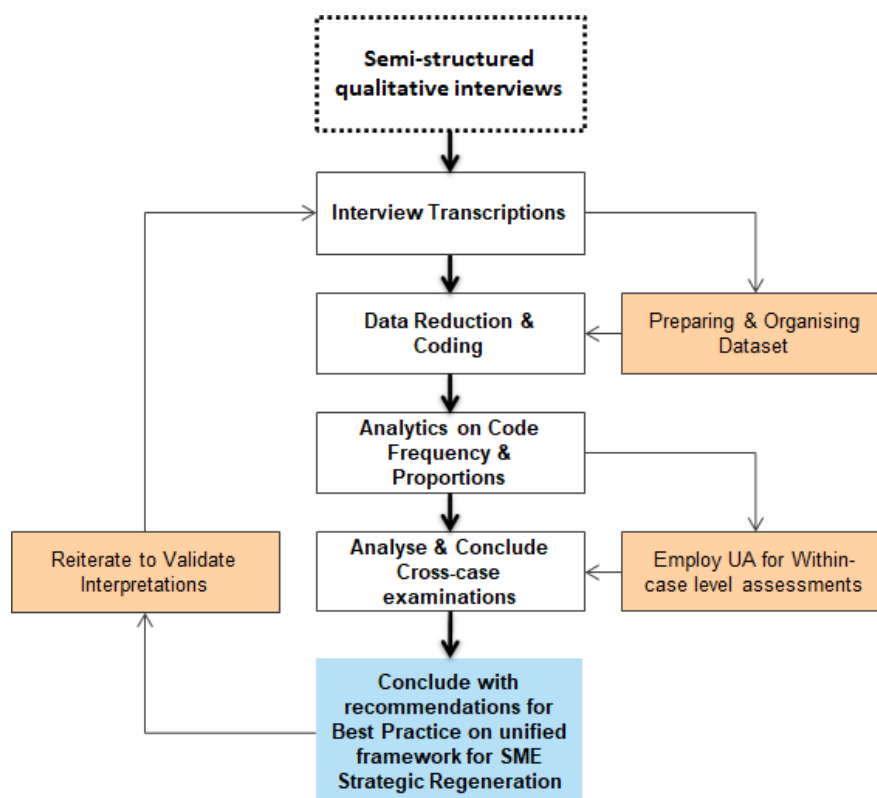 Semi-structured
qualitative interviews
Interview Transcriptions
Data Reduction &
Coding
Preparing & Organising
Dataset
Analytics on Code
Frequency &
Proportions
Reiterate to Validate
Interpretations
Analyse & Conclude
Cross-case
examinations
Employ UA for Within-
case level assessments
Conclude with
recommendations for
Best Practice on unified
framework for SME
Strategic Regeneration